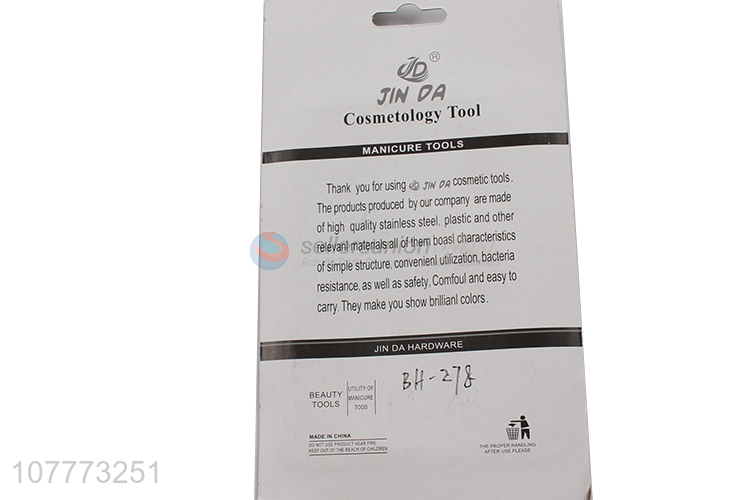 JD ®
JIN DA
Cosmetology Tool
MANICURE TOOLS
Thank you for using JD JIN DA cosmetic tools.
The products produced by our company are made
of high quality stainless steel, plastic and other
relevant materials all of them boasl characteristics
of simple structure, convenient utilization, bacteria
resistance, as well as safety, Comfoul and easy to
carry. They make you show brillianl colors.
sellersunion
JIN DA HARDWARE
BH-278
BEAUTY
TOOLS
UTILITY OF
MANICURE
TOOS
MADE IN CHINA
DO NOT USE PRODUCT NEAR FIRE
KEEP OUT OF THE REACH OF CHILDREN
THE PROPER HANDLING
AFTER USE PLEASE
107773251